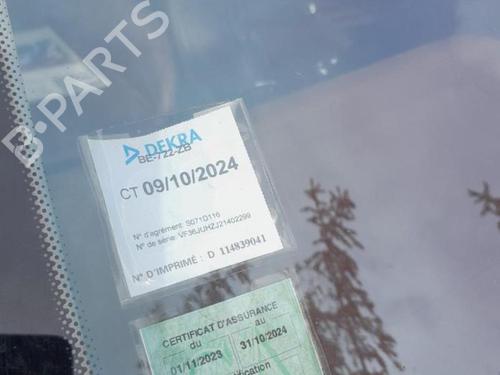 B-PARTS
DEKRA
BE-722-ZB
CT 09/10/2024
N° d'agrément: S071D116
N° de série: VF36JUHZJ21402299
N° D'IMPRIMÉ : D 114839041
CERTIFICAT D'ASSURANCE
du au
01/11/2023 31/10/2024